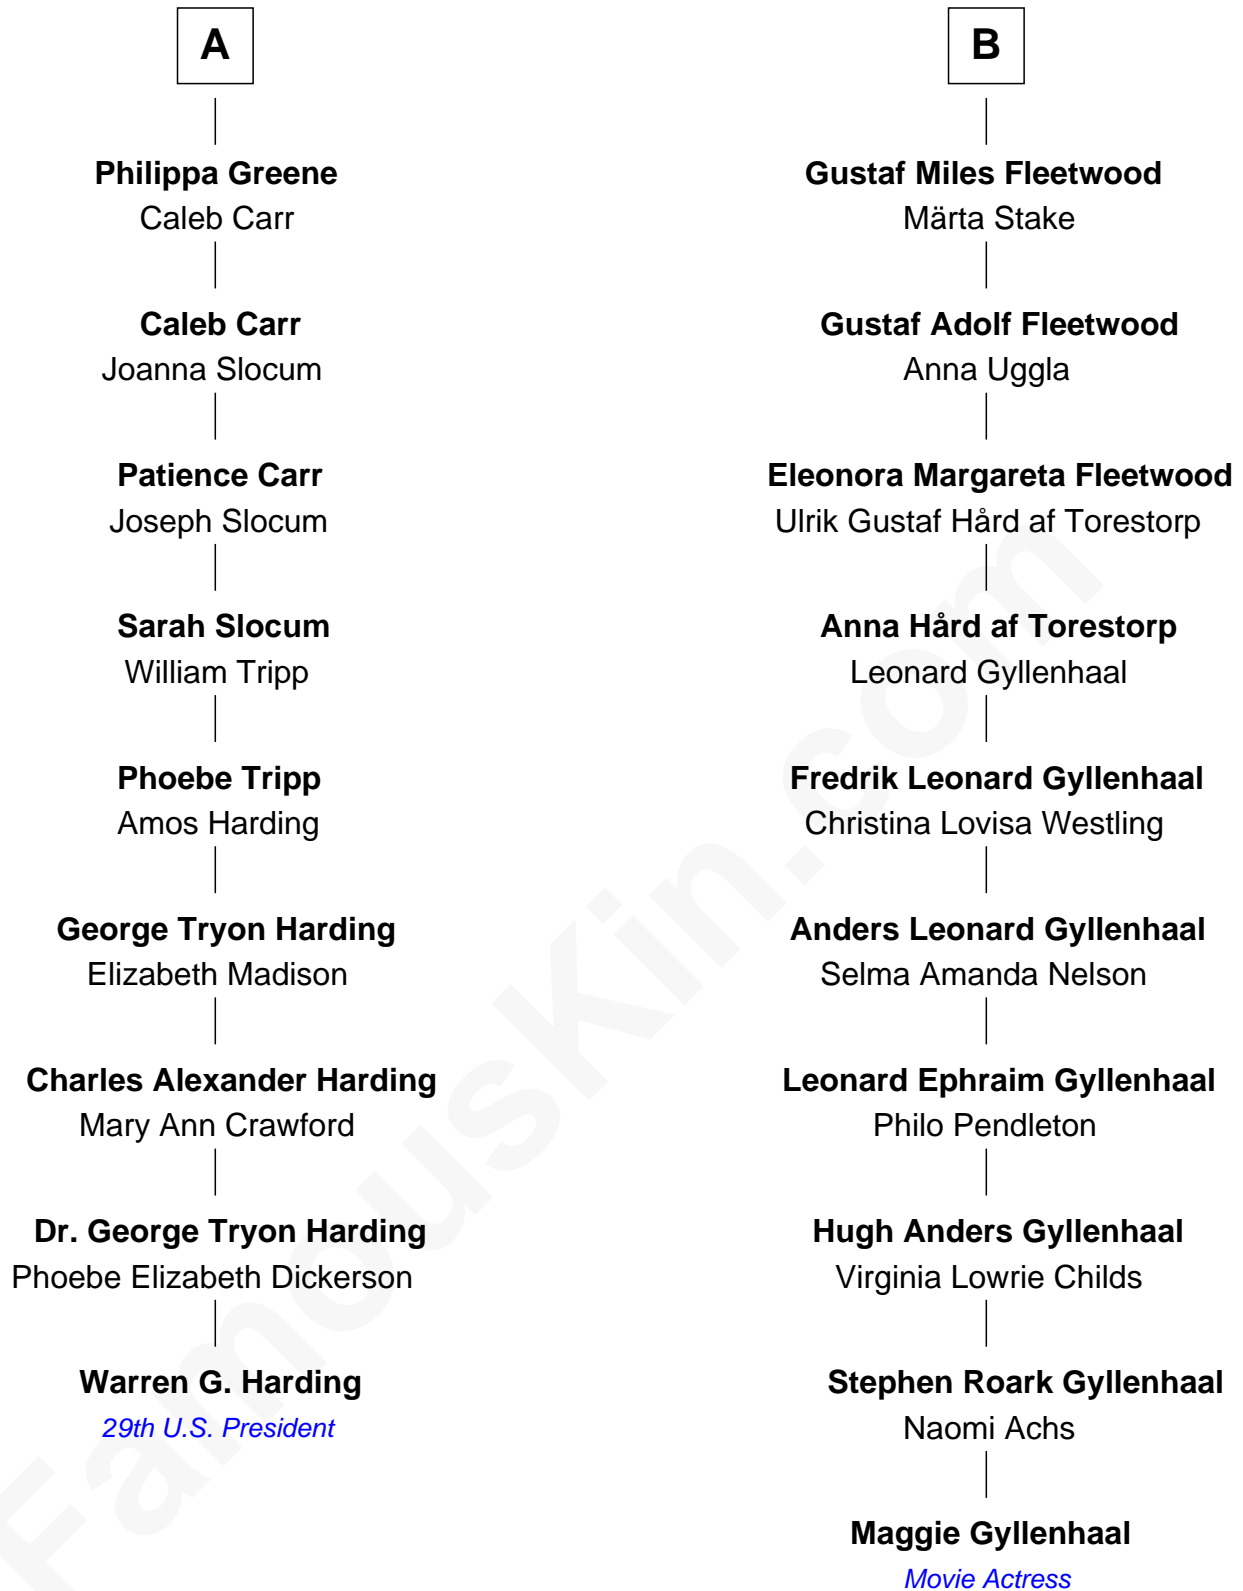 A
Philippa Greene
Caleb Carr
Caleb Carr
Joanna Slocum
Patience Carr
Joseph Slocum
Sarah Slocum
William Tripp
Phoebe Tripp
Amos Harding
George Tryon Harding
Elizabeth Madison
Charles Alexander Harding
Mary Ann Crawford
Dr. George Tryon Harding
Phoebe Elizabeth Dickerson
Warren G. Harding
29th U.S. President
B
Gustaf Miles Fleetwood
Märta Stake
Gustaf Adolf Fleetwood
Anna Uggla
Eleonora Margareta Fleetwood
Ulrik Gustaf Hård af Torestorp
Anna Hård af Torestorp
Leonard Gyllenhaal
Fredrik Leonard Gyllenhaal
Christina Lovisa Westling
Anders Leonard Gyllenhaal
Selma Amanda Nelson
Leonard Ephraim Gyllenhaal
Philo Pendleton
Hugh Anders Gyllenhaal
Virginia Lowrie Childs
Stephen Roark Gyllenhaal
Naomi Achs
Maggie Gyllenhaal
Movie Actress
FamousKin.com